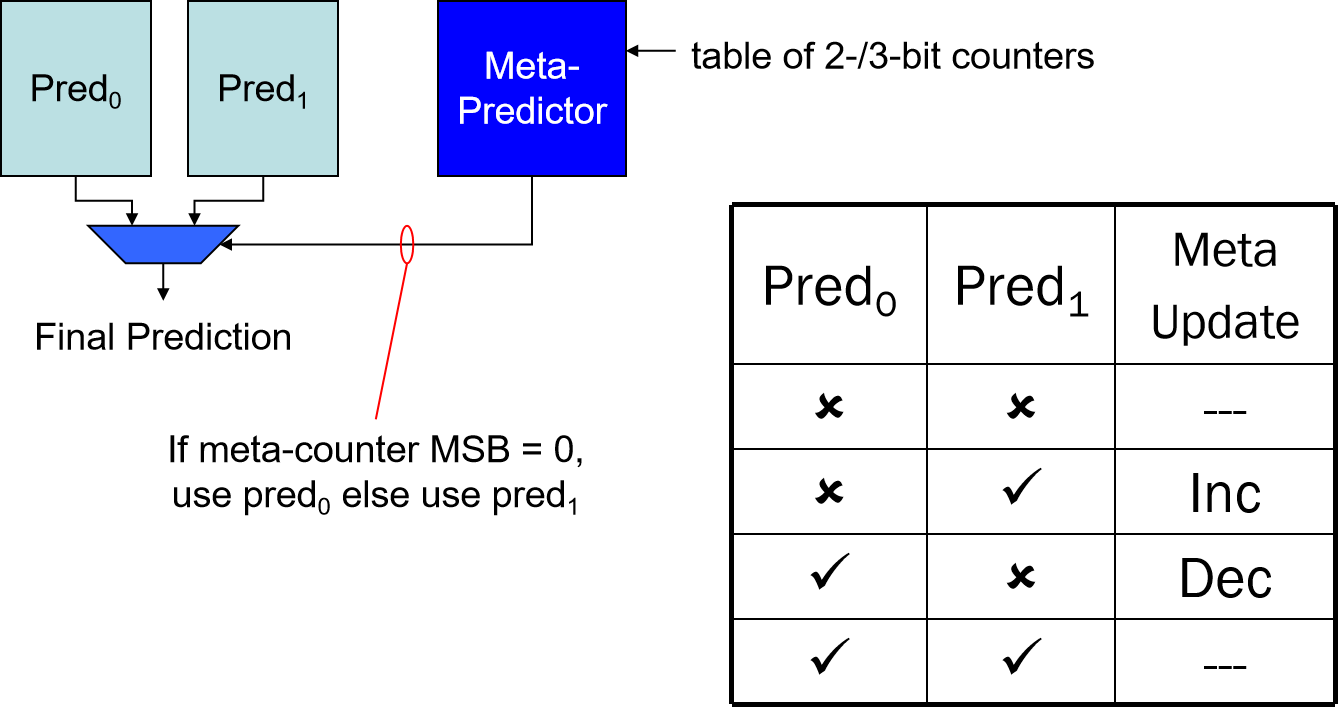 Pred₀
Pred₁
Meta-
Predictor
table of 2-/3-bit counters
Final Prediction
If meta-counter MSB = 0,
use pred₀ else use pred₁
Pred₀ Pred₁ Meta Update
✘ ✘ ---
✘ ✓ Inc
✓ ✘ Dec
✓ ✓ ---